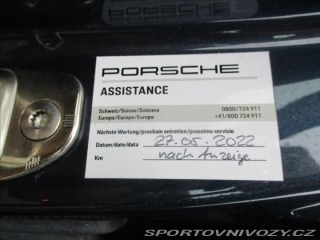 PORSCHE
ASSISTANCE
Schweiz/Suisse/Svizzera 0800/724 911
Europa/Europe/Europe +41/800 724 911
Nächste Wartung/prochain entretien/prossimo servizio
Datum/date/data 27.05.2022
Km nach Anzeige
SPORTOVNIVOZY.CZ